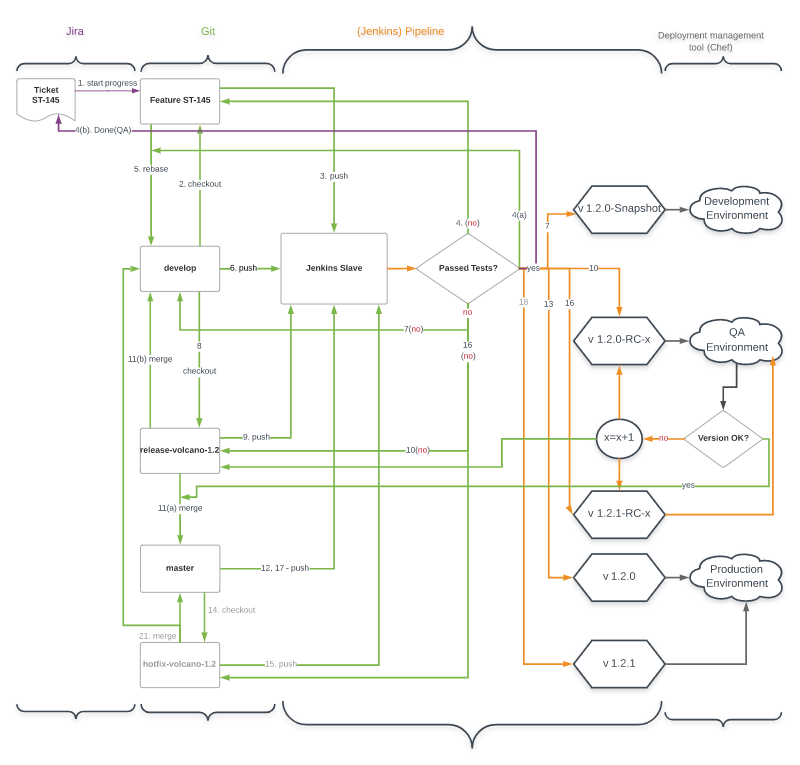 Jira
Git
(Jenkins) Pipeline
Deployment management
tool (Chef)
Ticket
ST-145
1. start progress
Feature ST-145
4(b). Done(QA)
5. rebase
2. checkout
3. push
4. (no)
4(a)
7
v 1.2.0-Snapshot
Development
Environment
develop
6. push
Jenkins Slave
Passed Tests?
yes
10
18
13
16
no
7(no)
16
(no)
8
checkout
11(b) merge
v 1.2.0-RC-x
QA
Environment
release-volcano-1.2
9. push
10(no)
x=x+1
no
Version OK?
yes
11(a) merge
v 1.2.1-RC-x
master
12, 17 - push
v 1.2.0
Production
Environment
14. checkout
21. merge
hotfix-volcano-1.2
15. push
v 1.2.1